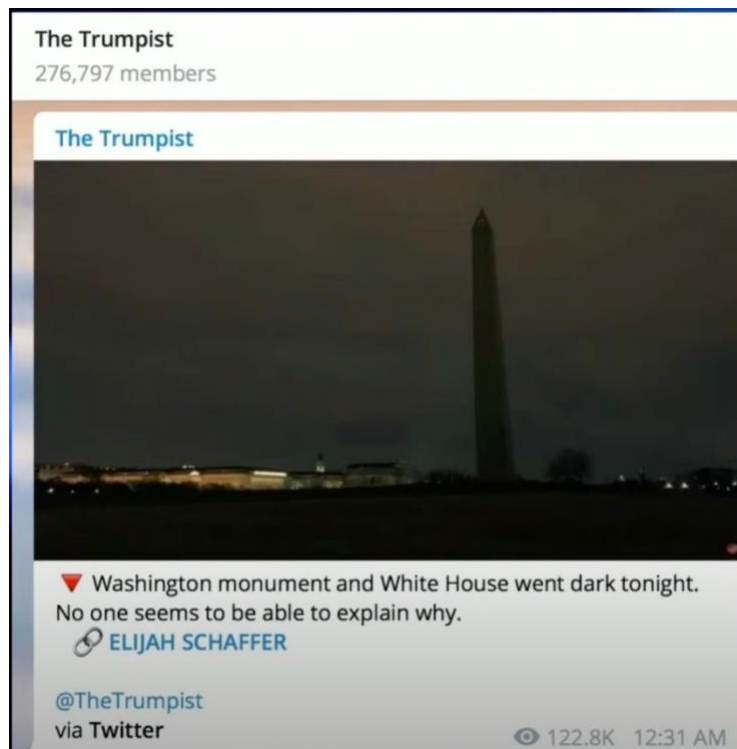 The Trumpist
276,797 members
The Trumpist
🔻 Washington monument and White House went dark tonight.
No one seems to be able to explain why.
🔗 ELIJAH SCHAFFER
@TheTrumpist
via Twitter
122.8K 12:31 AM